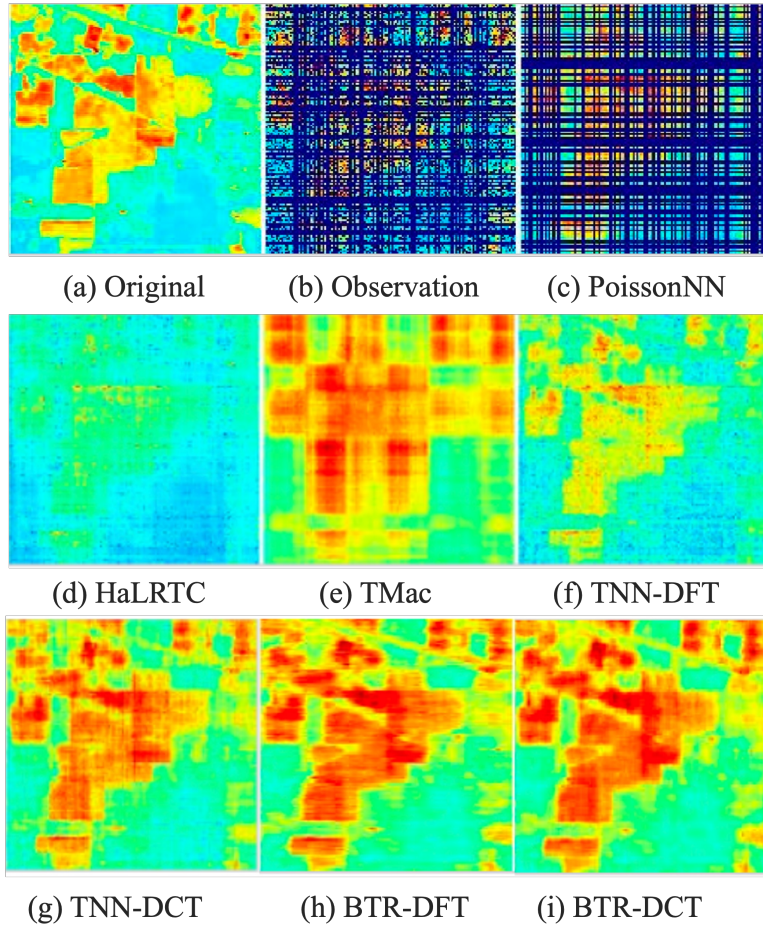 (a) Original (b) Observation (c) PoissonNN
(d) HaLRTC (e) TMac (f) TNN-DFT
(g) TNN-DCT (h) BTR-DFT (i) BTR-DCT